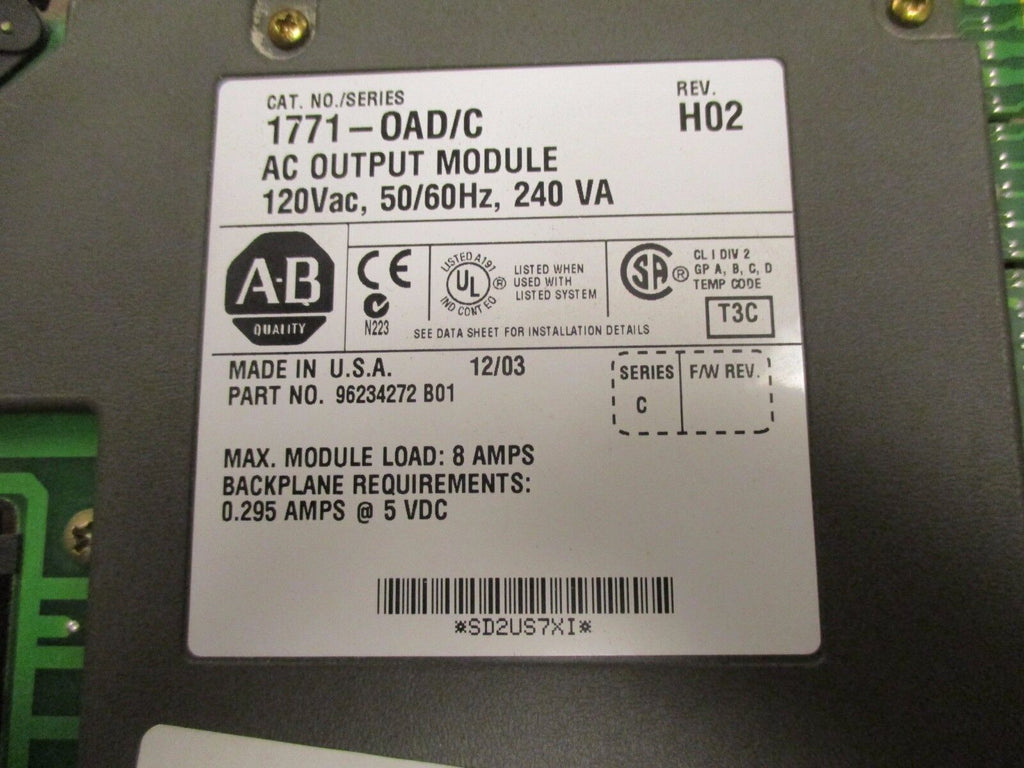 CAT. NO./SERIES
1771-OAD/C
REV.
H02
AC OUTPUT MODULE
120Vac, 50/60Hz, 240 VA
A-B
QUALITY
CE
N223
LISTED A191
UL ®
IND CONT EQ
LISTED WHEN
USED WITH
LISTED SYSTEM
SA ®
CL I DIV 2
GP A, B, C, D
TEMP CODE
T3C
SEE DATA SHEET FOR INSTALLATION DETAILS
MADE IN U.S.A. 12/03
PART NO. 96234272 B01
SERIES F/W REV.
C
MAX. MODULE LOAD: 8 AMPS
BACKPLANE REQUIREMENTS:
0.295 AMPS @ 5 VDC
*SD2US7XI*